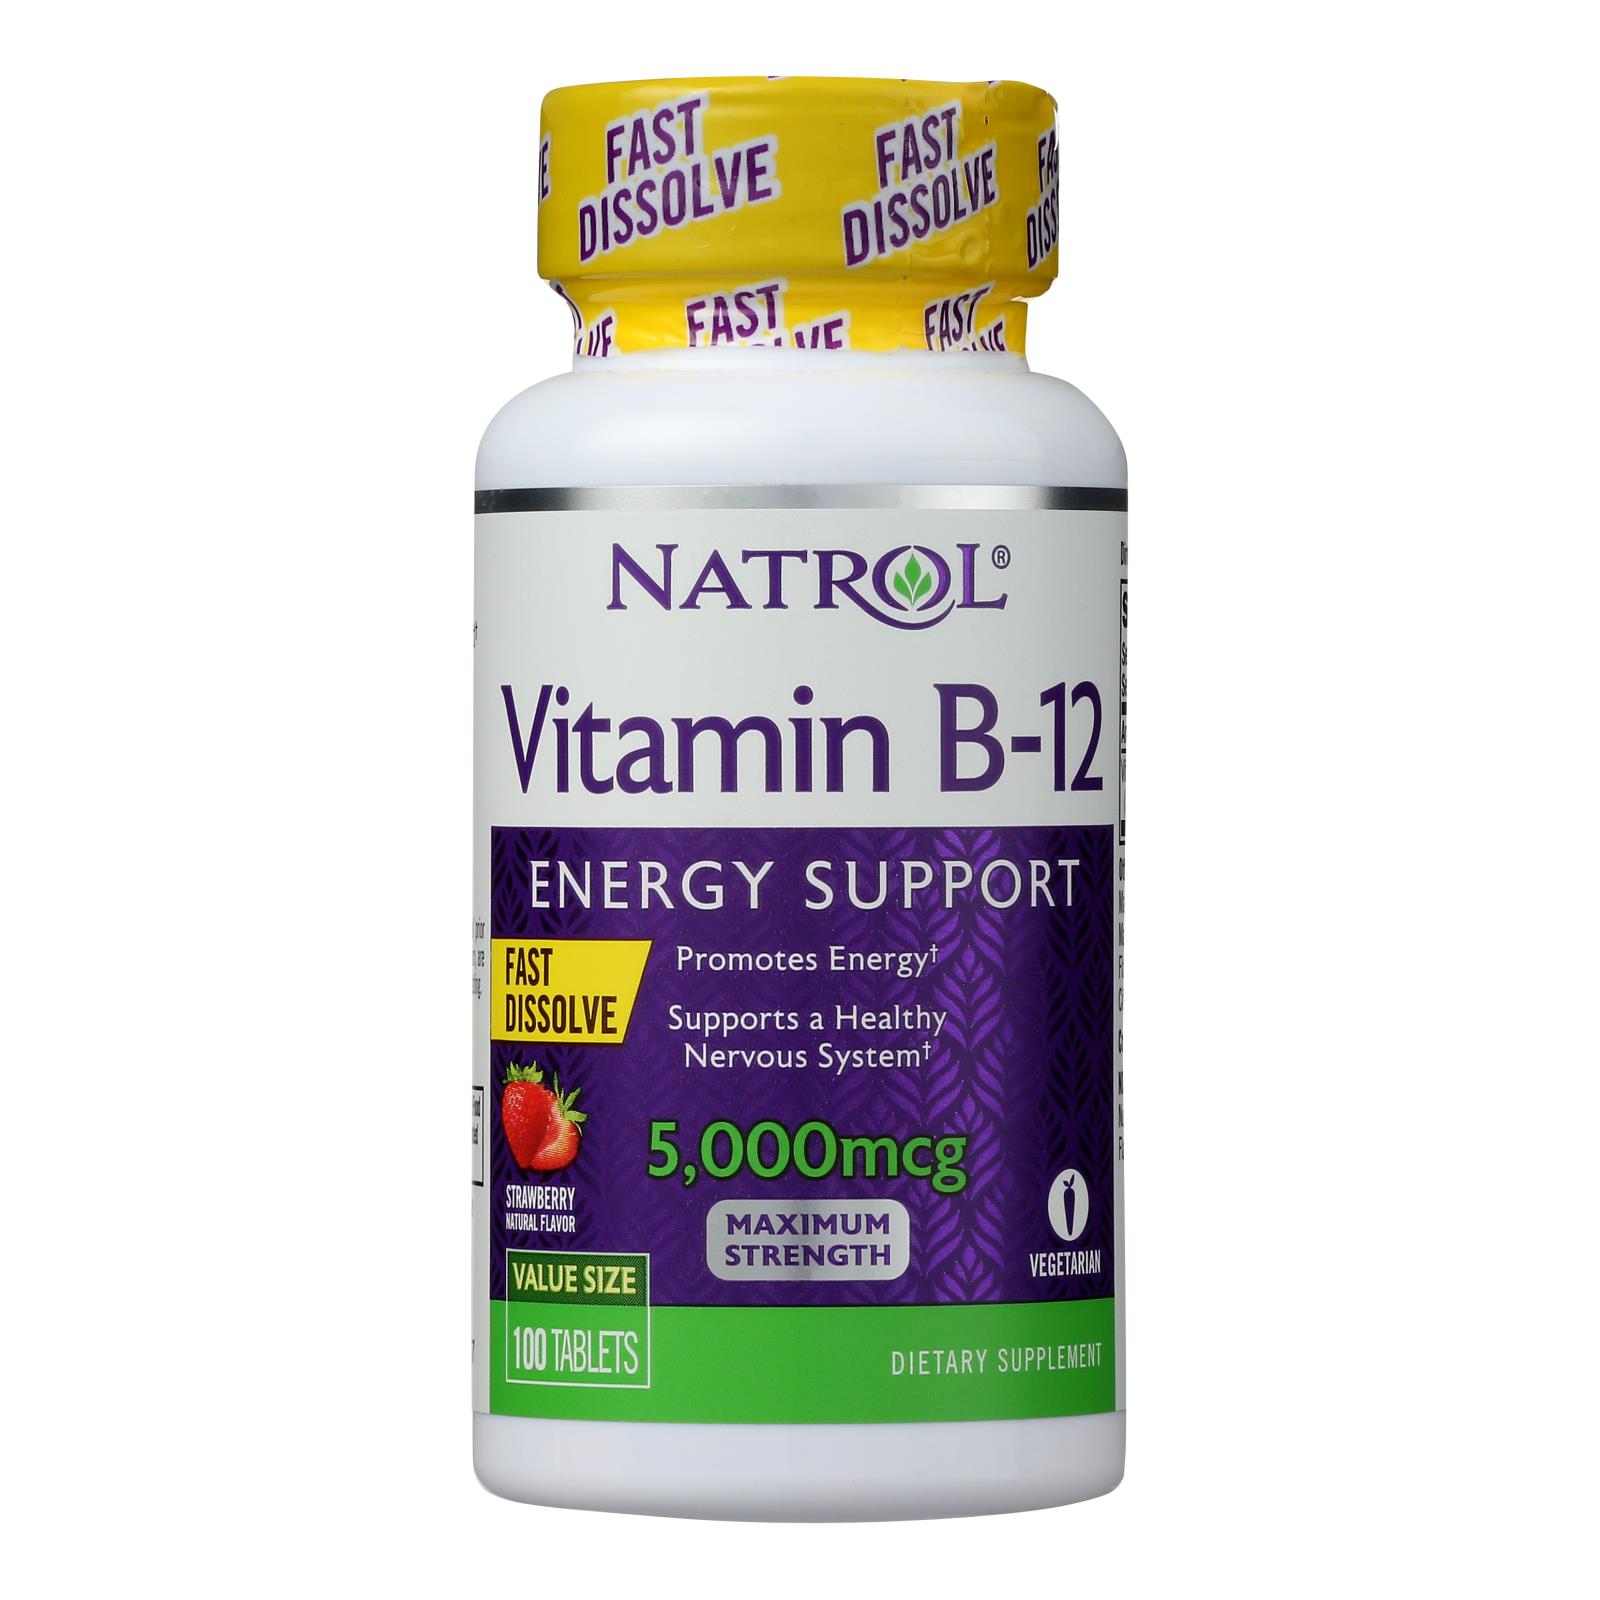 FAST
DISSOLVE
FAST
DISSOLVE
FAST
FAST
NATROL®
Vitamin B-12
ENERGY SUPPORT
FAST
DISSOLVE
Promotes Energy†
Supports a Healthy
Nervous System†
5,000mcg
MAXIMUM
STRENGTH
STRAWBERRY
NATURAL FLAVOR
VEGETARIAN
VALUE SIZE
100 TABLETS
DIETARY SUPPLEMENT